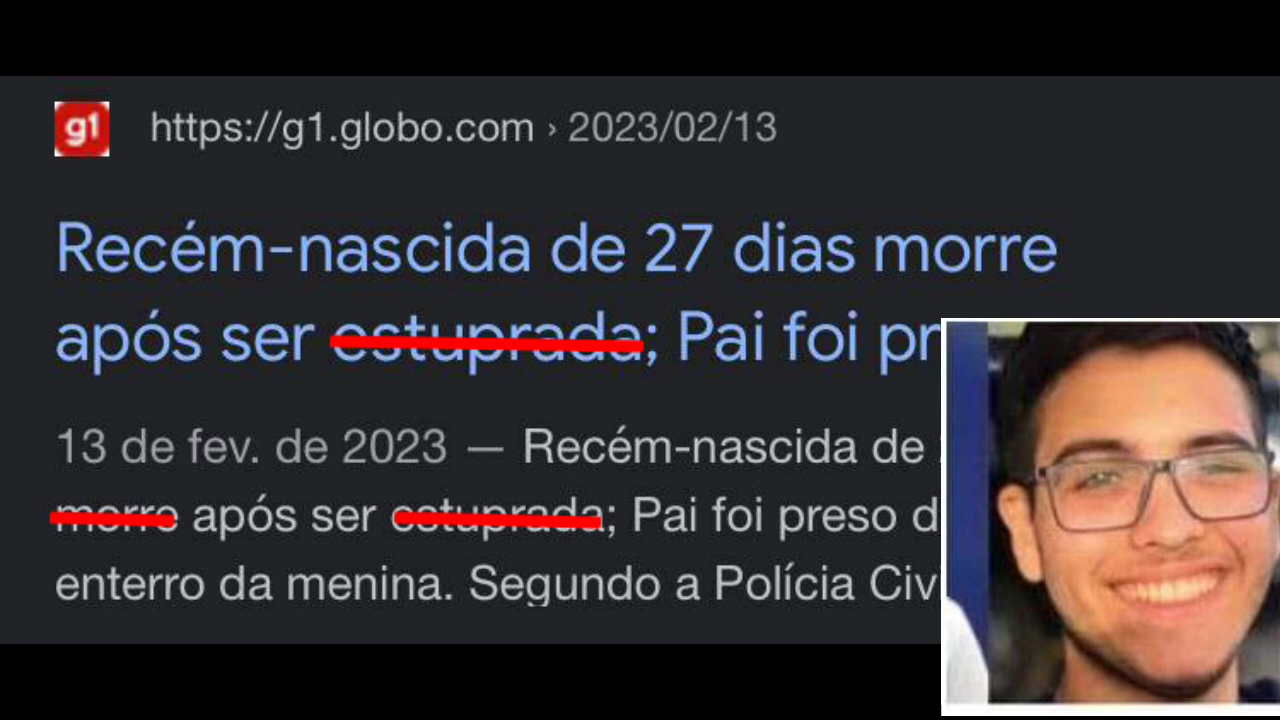 g1 https://g1.globo.com › 2023/02/13
Recém-nascida de 27 dias morre
após ser estuprada; Pai foi pr
13 de fev. de 2023 — Recém-nascida de
morre após ser estuprada; Pai foi preso d
enterro da menina. Segundo a Polícia Civ